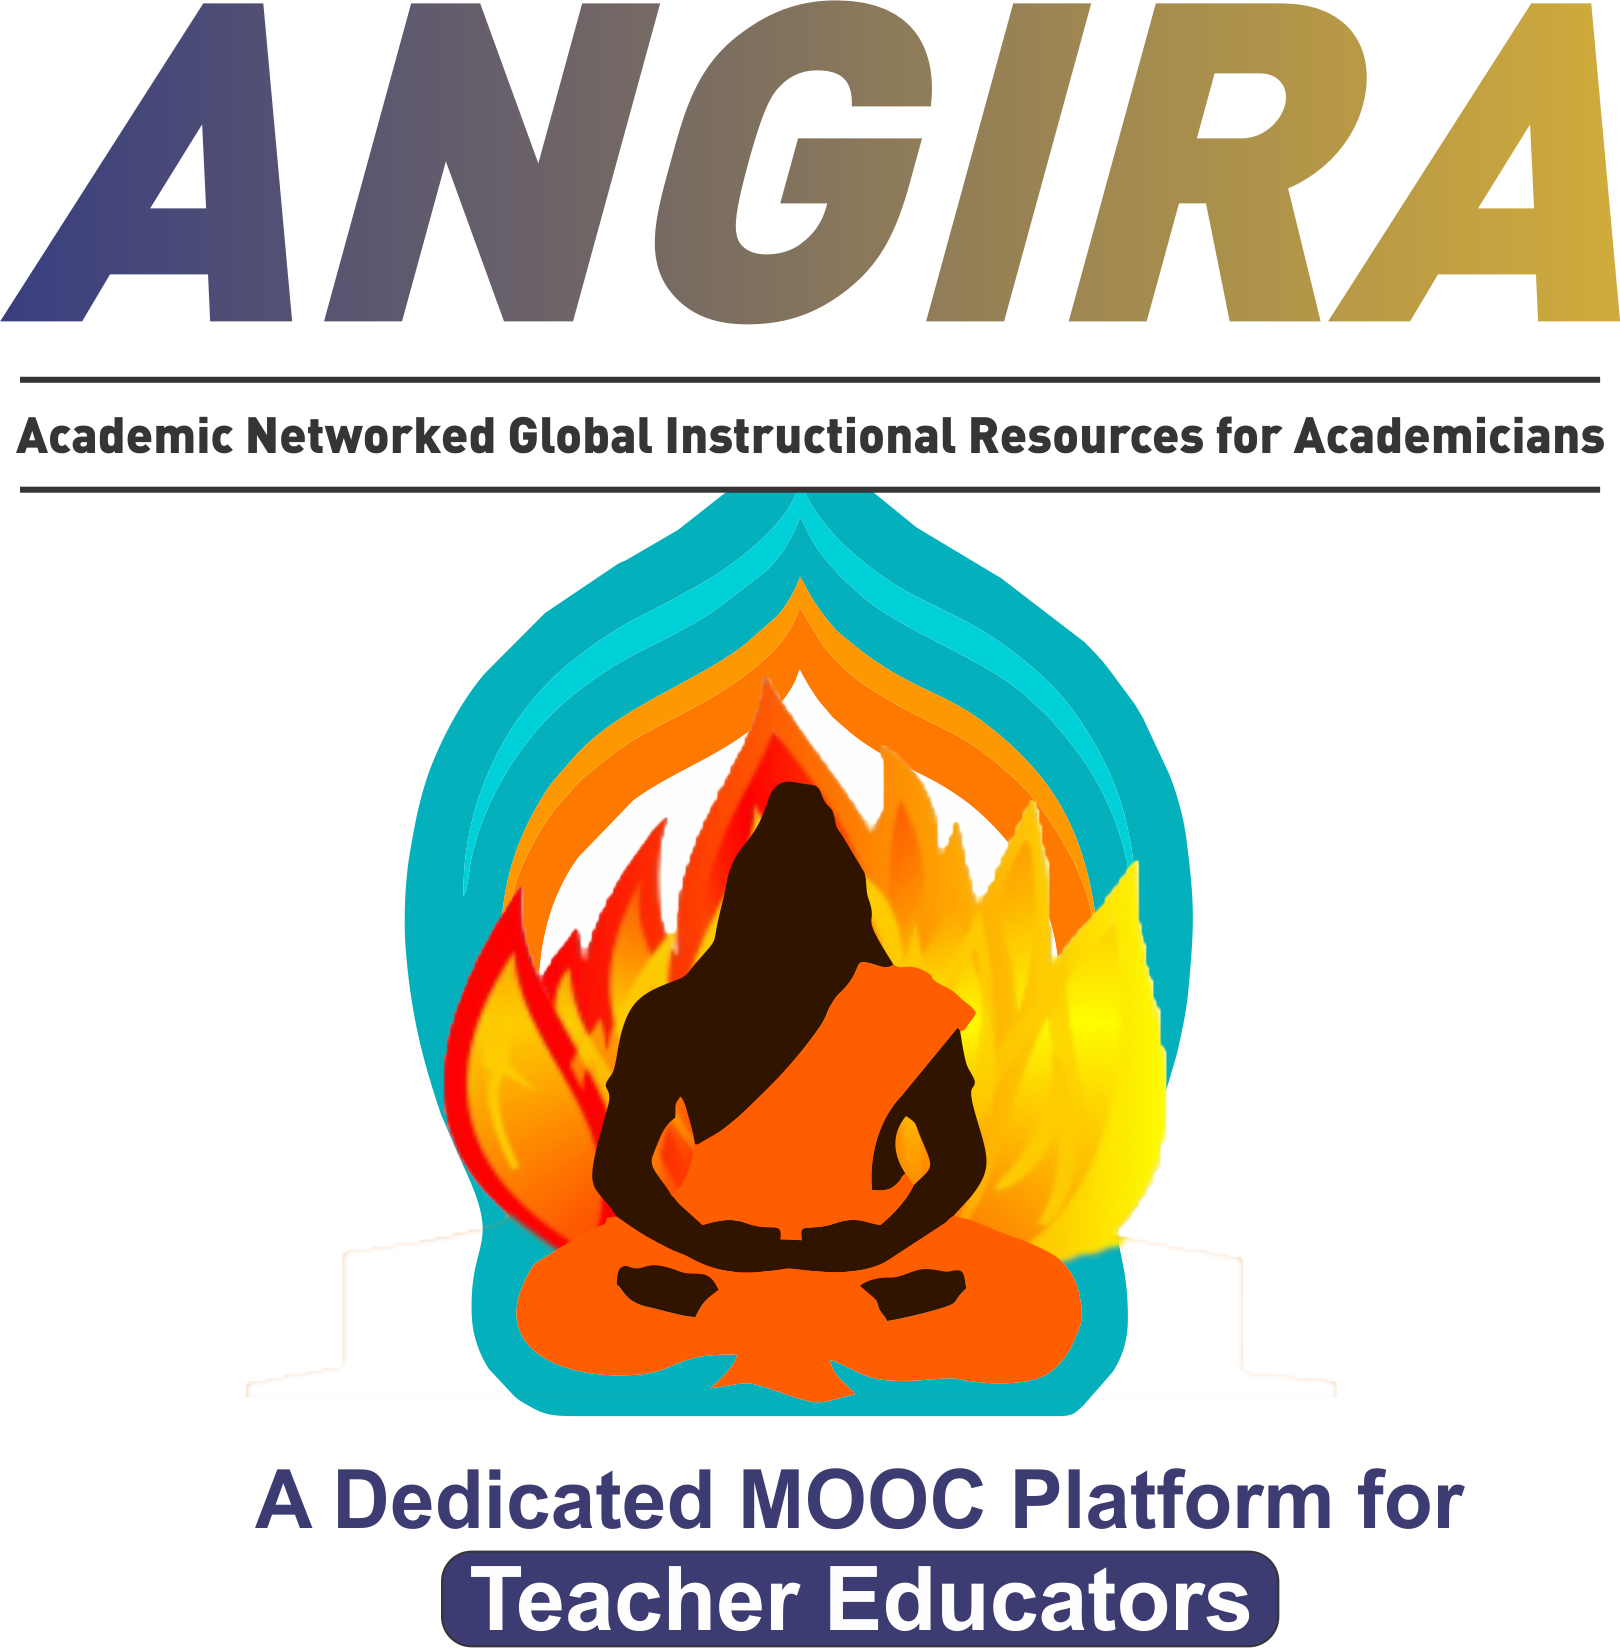 ANGIRA
Academic Networked Global Instructional Resources for Academicians
A Dedicated MOOC Platform for
Teacher Educators